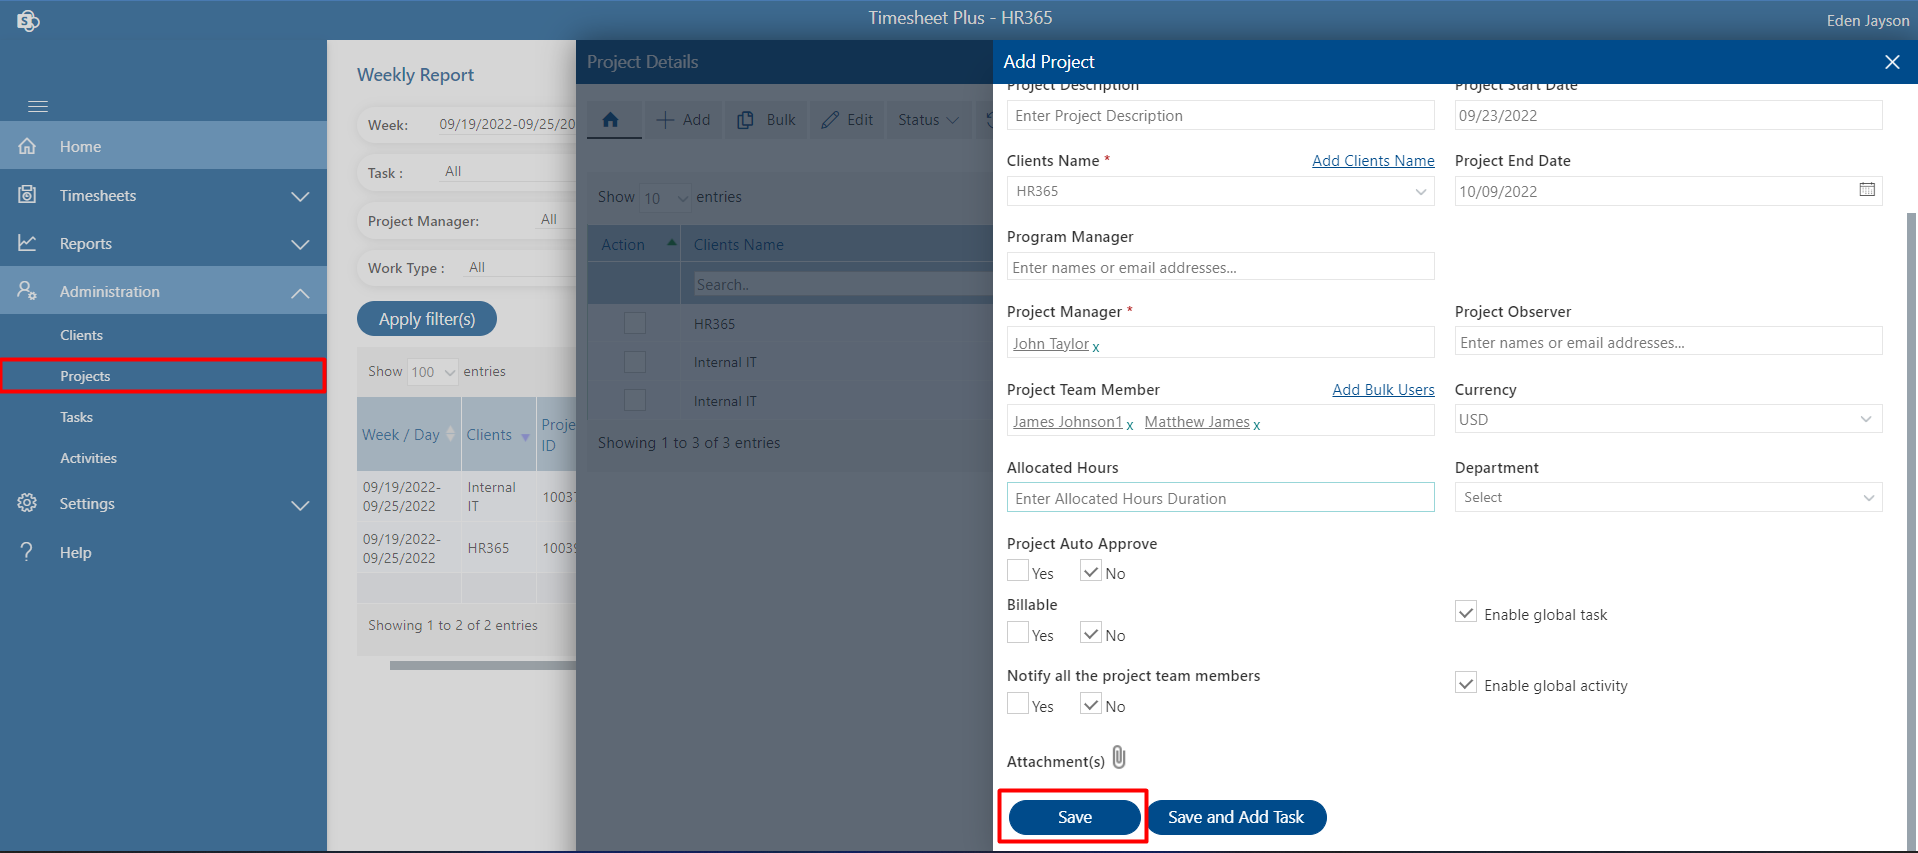 S
Timesheet Plus - HR365
Eden Jayson
Home
Timesheets
Reports
Administration
Clients
Projects
Tasks
Activities
Settings
? Help
Weekly Report
Week: 09/19/2022-09/25/20
Task : All
Project Manager: All
Work Type : All
Apply filter(s)
Show 100 entries
Week / Day Clients Proje
ID
09/19/2022-
09/25/2022
Internal
IT
1003
09/19/2022-
09/25/2022
HR365
1003
Showing 1 to 2 of 2 entries
Project Details
Add
Bulk
Edit
Status
Show 10 entries
Action Clients Name
Search..
HR365
Internal IT
Internal IT
Showing 1 to 3 of 3 entries
Add Project
Project Description Project Start Date
Enter Project Description 09/23/2022
Clients Name * Add Clients Name Project End Date
HR365 10/09/2022
Program Manager
Enter names or email addresses...
Project Manager * Project Observer
John Taylor x Enter names or email addresses...
Project Team Member Add Bulk Users Currency
James Johnson1 x Matthew James x USD
Allocated Hours Department
Enter Allocated Hours Duration Select
Project Auto Approve
Yes No
Billable
Yes No
Enable global task
Notify all the project team members
Yes No
Enable global activity
Attachment(s)
Save Save and Add Task